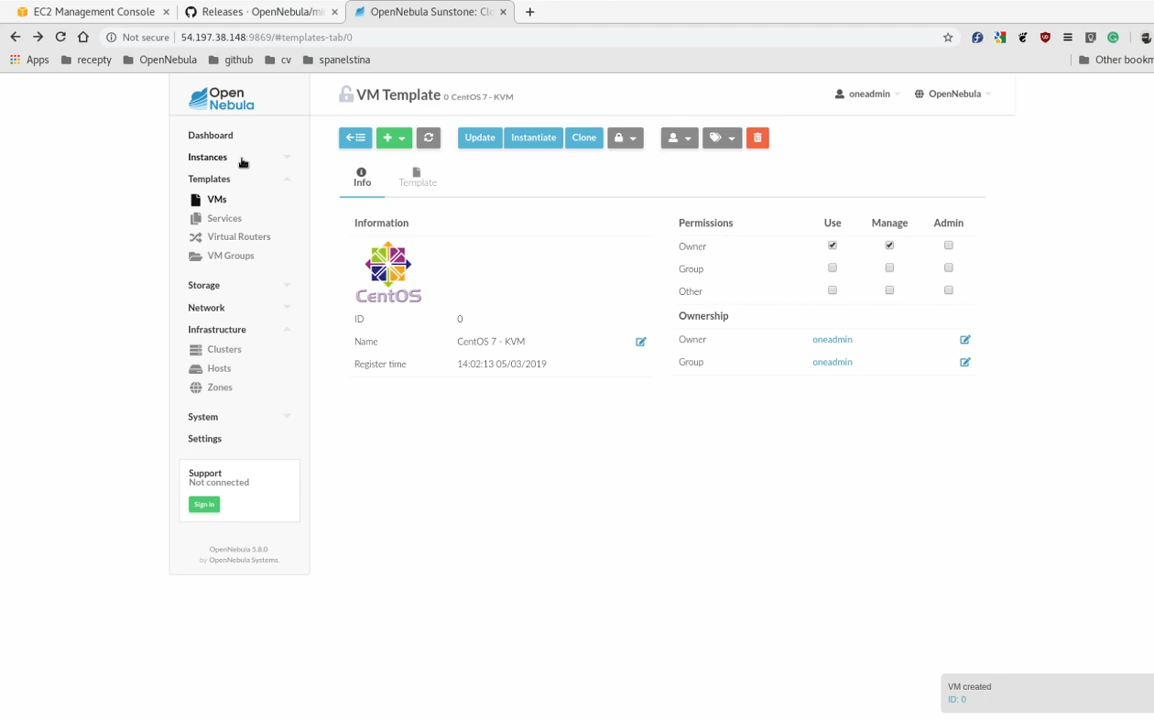 EC2 Management Console
Releases · OpenNebula/mi
OpenNebula Sunstone: Clo
Not secure
54.197.38.148:9869/#templates-tab/0
Apps
recepty
OpenNebula
github
cv
spanelstina
Other bookm
Open
Nebula
VM Template 0 CentOS 7 - KVM
oneadmin
OpenNebula
Dashboard
Instances
Templates
VMs
Services
Virtual Routers
VM Groups
Storage
Network
Infrastructure
Clusters
Hosts
Zones
System
Settings
Support
Not connected
Sign in
OpenNebula 5.8.0
by OpenNebula Systems.
Update
Instantiate
Clone
Info
Template
Information
CentOS
ID 0
Name CentOS 7 - KVM
Register time 14:02:13 05/03/2019
Permissions Use Manage Admin
Owner
Group
Other
Ownership
Owner oneadmin
Group oneadmin
VM created
ID: 0